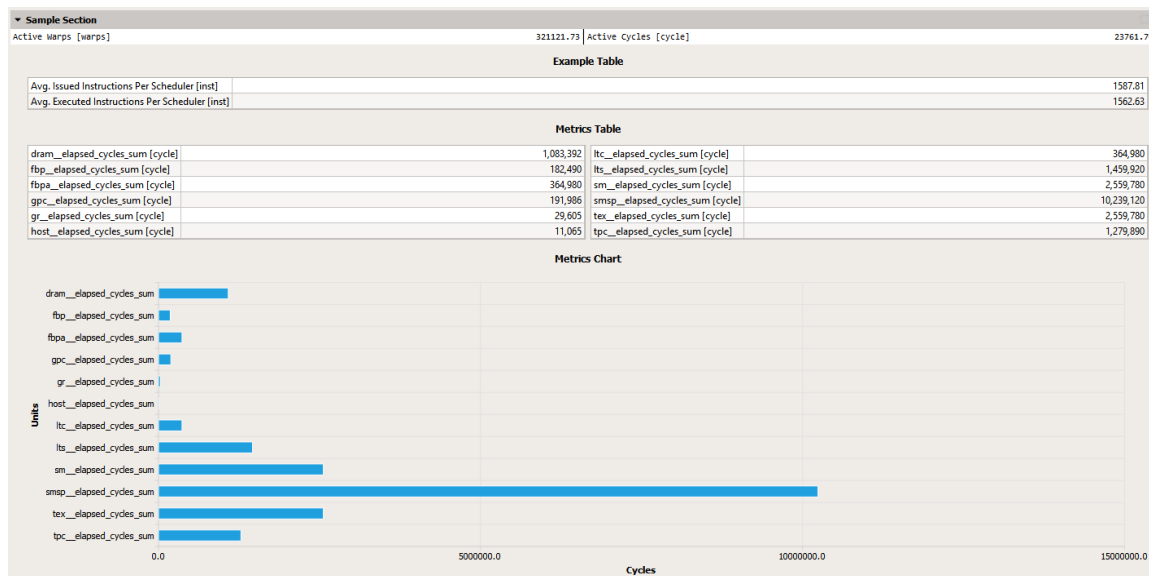 ▾ Sample Section
Active Warps [warps] 321121.73 Active Cycles [cycle] 23761.7
Example Table
Avg. Issued Instructions Per Scheduler [inst] 1587.81
Avg. Executed Instructions Per Scheduler [inst] 1562.63
Metrics Table
dram__elapsed_cycles_sum [cycle] 1,083,392 ltc__elapsed_cycles_sum [cycle] 364,980
fbp__elapsed_cycles_sum [cycle] 182,490 lts__elapsed_cycles_sum [cycle] 1,459,920
fbpa__elapsed_cycles_sum [cycle] 364,980 sm__elapsed_cycles_sum [cycle] 2,559,780
gpc__elapsed_cycles_sum [cycle] 191,986 smsp__elapsed_cycles_sum [cycle] 10,239,120
gr__elapsed_cycles_sum [cycle] 29,605 tex__elapsed_cycles_sum [cycle] 2,559,780
host__elapsed_cycles_sum [cycle] 11,065 tpc__elapsed_cycles_sum [cycle] 1,279,890
Metrics Chart
dram__elapsed_cycles_sum
fbp__elapsed_cycles_sum
fbpa__elapsed_cycles_sum
gpc__elapsed_cycles_sum
gr__elapsed_cycles_sum
host__elapsed_cycles_sum
ltc__elapsed_cycles_sum
lts__elapsed_cycles_sum
sm__elapsed_cycles_sum
smsp__elapsed_cycles_sum
tex__elapsed_cycles_sum
tpc__elapsed_cycles_sum
Units
0.0 5000000.0 10000000.0 15000000.0
Cycles